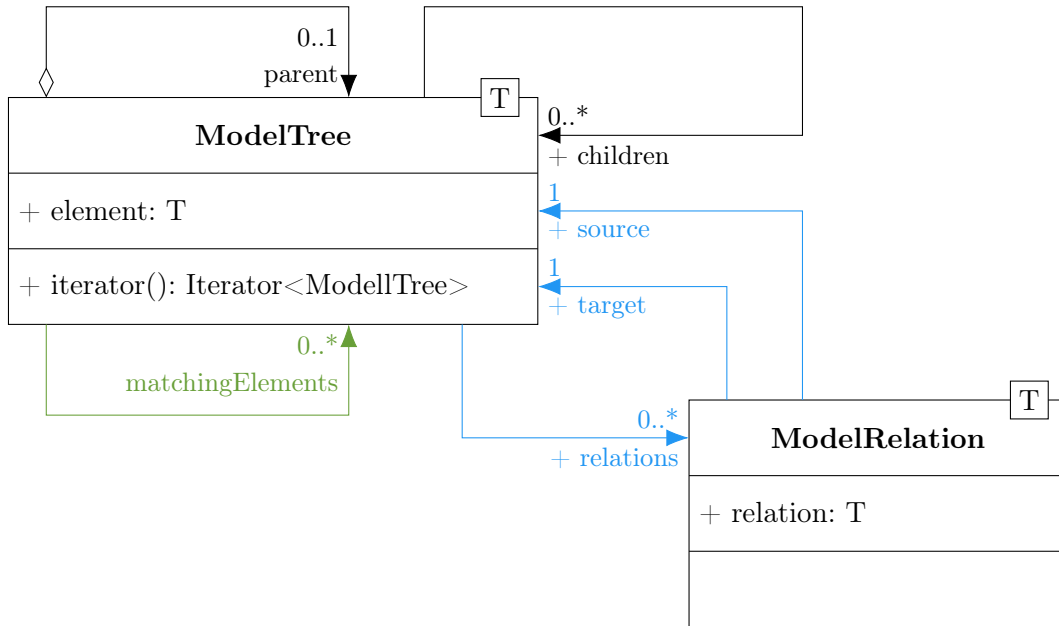 0..1
parent
T
ModelTree
0..*
+ children
+ element: T
1
+ source
+ iterator(): Iterator<ModellTree>
1
+ target
0..*
matchingElements
0..*
+ relations
T
ModelRelation
+ relation: T